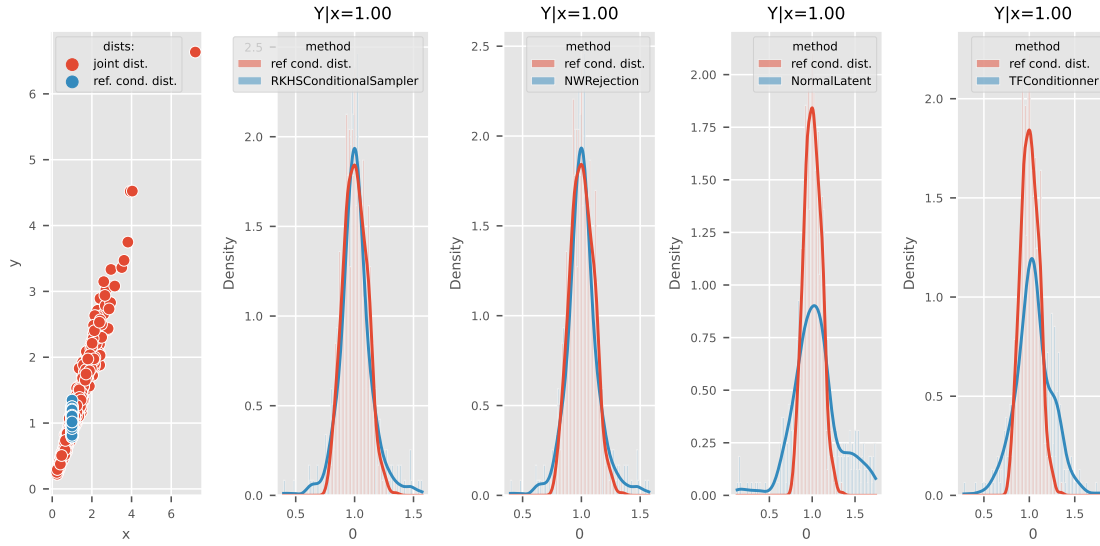 Y|x=1.00
Y|x=1.00
Y|x=1.00
Y|x=1.00
dists:
joint dist.
ref. cond. dist.
6
5
4
3
2
1
0
y
0
2
4
6
x
method
ref cond. dist.
RKHSConditionalSampler
2.5
2.0
1.5
1.0
0.5
0.0
Density
0.5
1.0
1.5
0
method
ref cond. dist.
NWRejection
2.5
2.0
1.5
1.0
0.5
0.0
Density
0.5
1.0
1.5
0
method
ref cond. dist.
NormalLatent
2.00
1.75
1.50
1.25
1.00
0.75
0.50
0.25
0.00
Density
0.5
1.0
1.5
0
method
ref cond. dist.
TFConditionner
2.0
1.5
1.0
0.5
0.0
Density
0.5
1.0
1.5
0